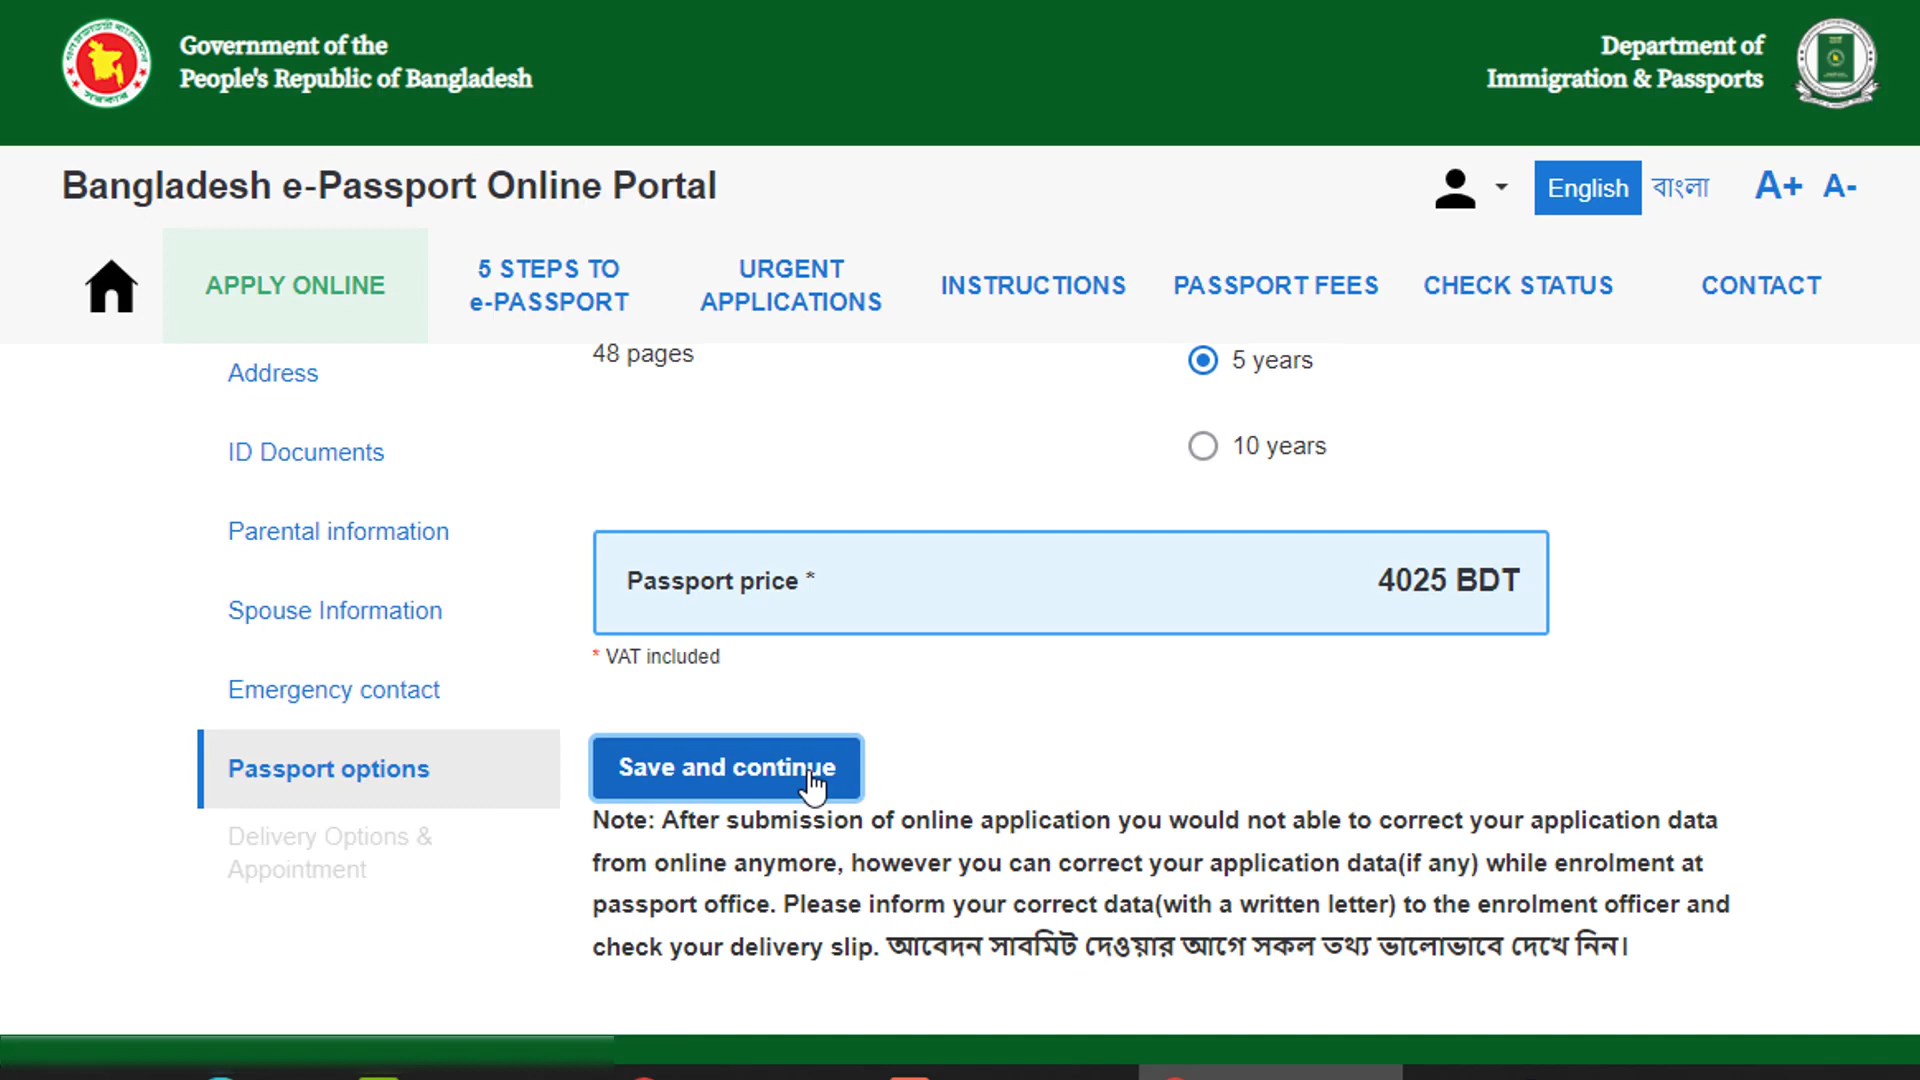 Government of the
People's Republic of Bangladesh
Department of
Immigration & Passports
Bangladesh e-Passport Online Portal
English
বাংলা
A+
A-
APPLY ONLINE
5 STEPS TO
e-PASSPORT
URGENT
APPLICATIONS
INSTRUCTIONS
PASSPORT FEES
CHECK STATUS
CONTACT
Address
ID Documents
Parental information
Spouse Information
Emergency contact
Passport options
Delivery Options &
Appointment
48 pages
5 years
10 years
Passport price *
4025 BDT
* VAT included
Save and continue
Note: After submission of online application you would not able to correct your application data
from online anymore, however you can correct your application data(if any) while enrolment at
passport office. Please inform your correct data(with a written letter) to the enrolment officer and
check your delivery slip. আবেদন সাবমিট দেওয়ার আগে সকল তথ্য ভালোভাবে দেখে নিন।